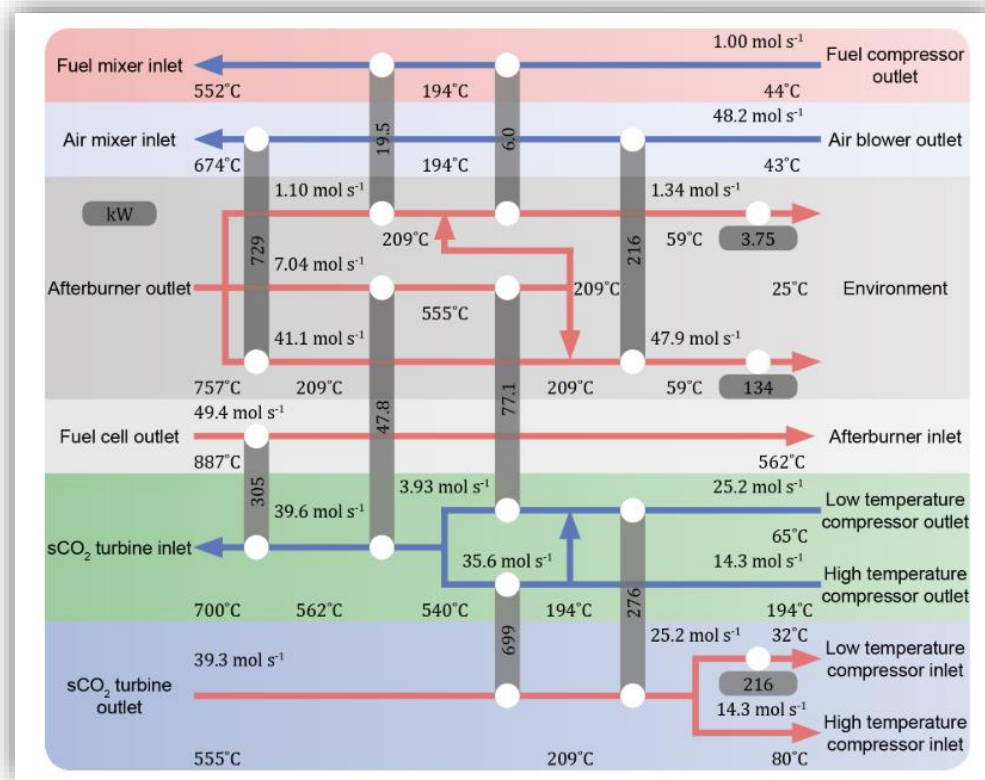 1.00 mol s⁻¹
Fuel mixer inlet
Fuel compressor
outlet
552°C
194°C
44°C
48.2 mol s⁻¹
19.5
6.0
Air mixer inlet
Air blower outlet
674°C
194°C
43°C
1.10 mol s⁻¹
1.34 mol s⁻¹
kW
209°C
59°C
3.75
729
216
7.04 mol s⁻¹
Afterburner outlet
555°C
209°C
25°C
Environment
41.1 mol s⁻¹
47.9 mol s⁻¹
757°C
209°C
209°C
59°C
134
47.8
77.1
49.4 mol s⁻¹
Fuel cell outlet
Afterburner inlet
887°C
562°C
305
3.93 mol s⁻¹
25.2 mol s⁻¹
39.6 mol s⁻¹
Low temperature
compressor outlet
65°C
sCO₂ turbine inlet
35.6 mol s⁻¹
14.3 mol s⁻¹
High temperature
compressor outlet
700°C
562°C
540°C
194°C
194°C
276
699
25.2 mol s⁻¹
32°C
39.3 mol s⁻¹
Low temperature
compressor inlet
216
sCO₂ turbine
outlet
14.3 mol s⁻¹
High temperature
compressor inlet
555°C
209°C
80°C